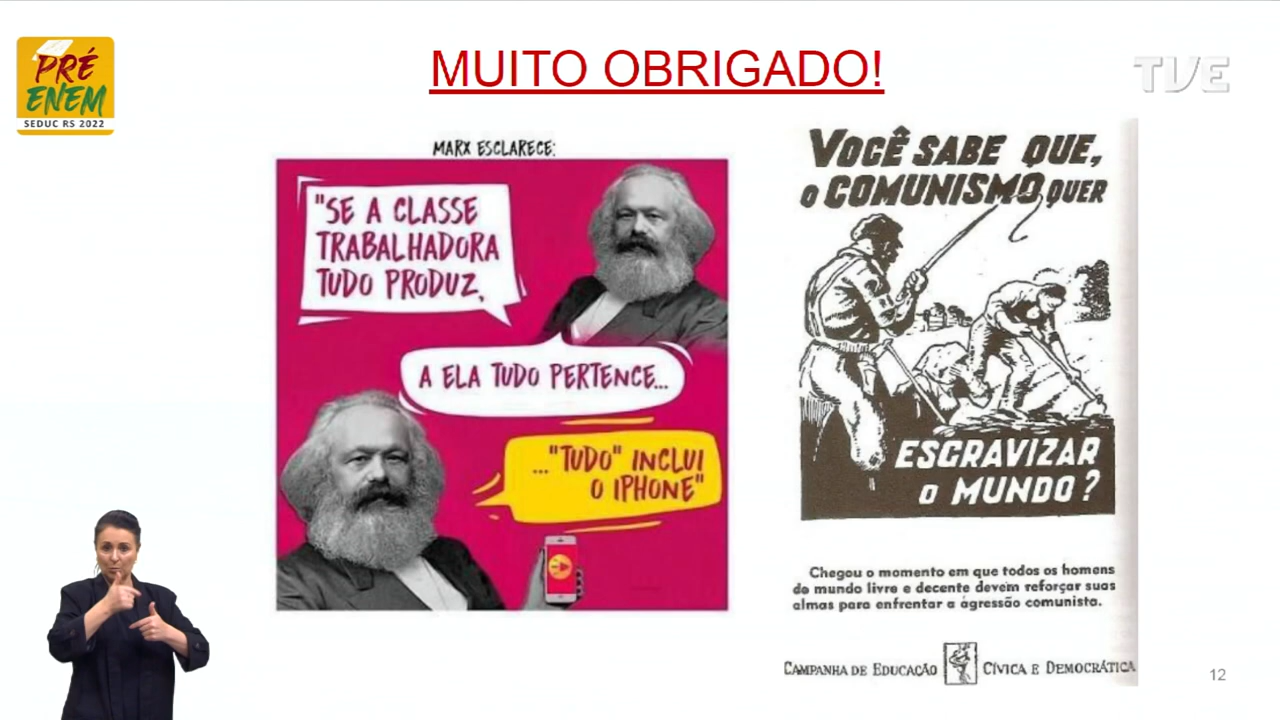 PRÉ
ENEM
SEDUC RS 2022
MUITO OBRIGADO!
TVE
MARX ESCLARECE:
"SE A CLASSE
TRABALHADORA
TUDO PRODUZ,
A ELA TUDO PERTENCE...
..."TUDO" INCLUI
O IPHONE"
VOCÊ SABE QUE,
O COMUNISMO QUER
ESCRAVIZAR
O MUNDO?
Chegou o momento em que todos os homens
do mundo livre e decente devem reforçar suas
almas para enfrentar a agressão comunista.
CAMPANHA DE EDUCAÇÃO CÍVICA E DEMOCRÁTICA
12